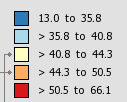 13.0 to 35.8
> 35.8 to 40.8
> 40.8 to 44.3
> 44.3 to 50.5
> 50.5 to 66.1